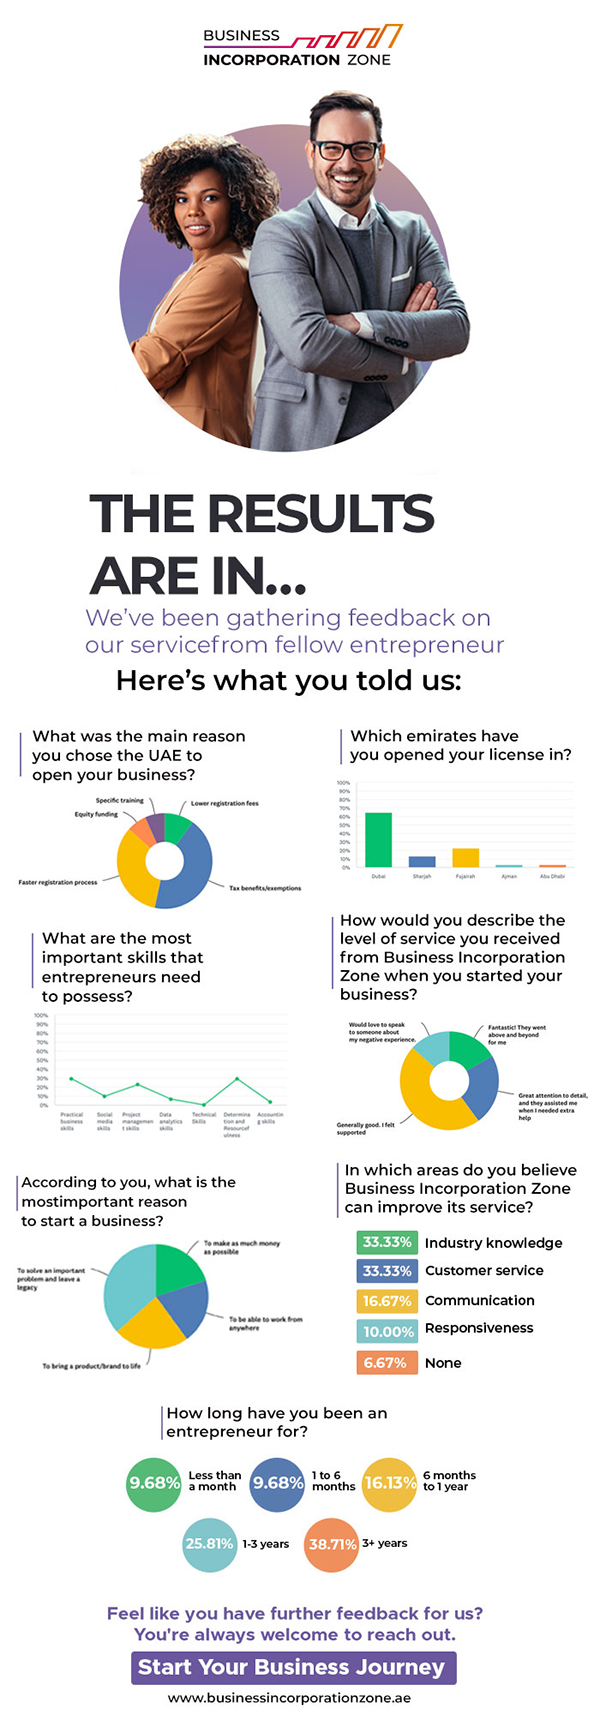 BUSINESS
INCORPORATION ZONE
THE RESULTS
ARE IN...
We've been gathering feedback on
our servicefrom fellow entrepreneur
Here's what you told us:
What was the main reason
you chose the UAE to
open your business?
Specific training
Lower registration fees
Equity funding
Faster registration process
Tax benefits/exemptions
Which emirates have
you opened your license in?
100%
90%
80%
70%
60%
50%
40%
30%
20%
10%
0%
Dubai
Sharjah
Fujairah
Ajman
Abu Dhabi
What are the most
important skills that
entrepreneurs need
to possess?
100%
90%
80%
70%
60%
50%
40%
30%
20%
10%
0%
Practical
business
skills
Social
media
skills
Project
managemen
t skills
Data
analytics
skills
Technical
Skills
Determina
tion and
Resourcef
ulness
Accountin
g skills
How would you describe the
level of service you received
from Business Incorporation
Zone when you started your
business?
Would love to speak
to someone about
my negative experience.
Fantastic! They went
above and beyond
for me
Great attention to detail,
and they assisted me
when I needed extra
help
Generally good. I felt
supported
According to you, what is the
mostimportant reason
to start a business?
To make as much money
as possible
To solve an important
problem and leave a
legacy
To be able to work from
anywhere
To bring a product/brand to life
In which areas do you believe
Business Incorporation Zone
can improve its service?
33.33% Industry knowledge
33.33% Customer service
16.67% Communication
10.00% Responsiveness
6.67% None
How long have you been an
entrepreneur for?
9.68% Less than
a month
9.68% 1 to 6
months
16.13% 6 months
to 1 year
25.81% 1-3 years
38.71% 3+ years
Feel like you have further feedback for us?
You're always welcome to reach out.
Start Your Business Journey
www.businessincorporationzone.ae